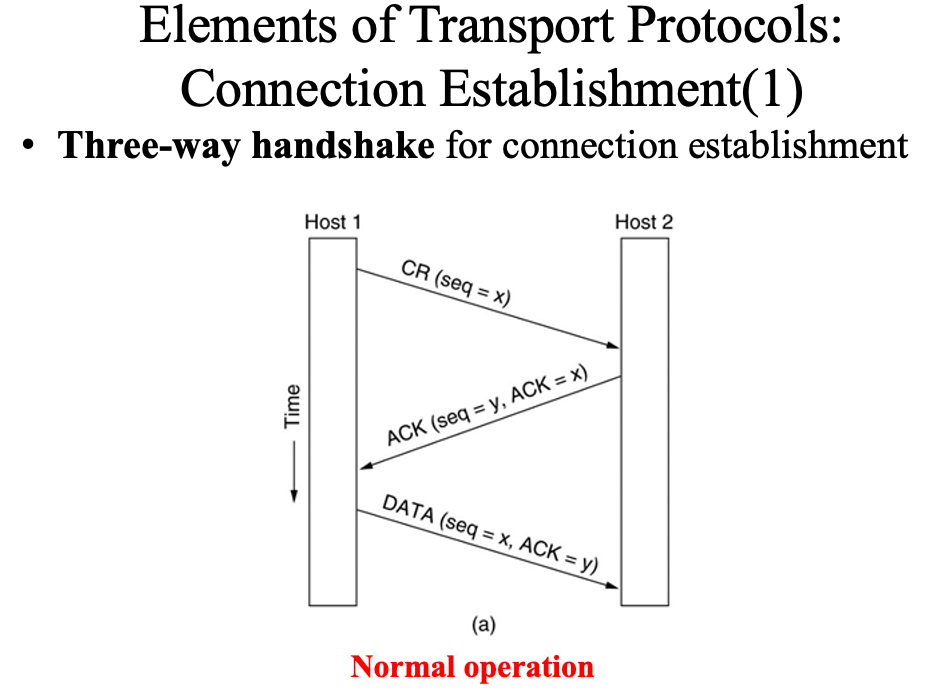 Elements of Transport Protocols:
Connection Establishment(1)
• Three-way handshake for connection establishment
Host 1
Host 2
CR (seq = x)
ACK (seq = y, ACK = x)
Time
DATA (seq = x, ACK = y)
(a)
Normal operation